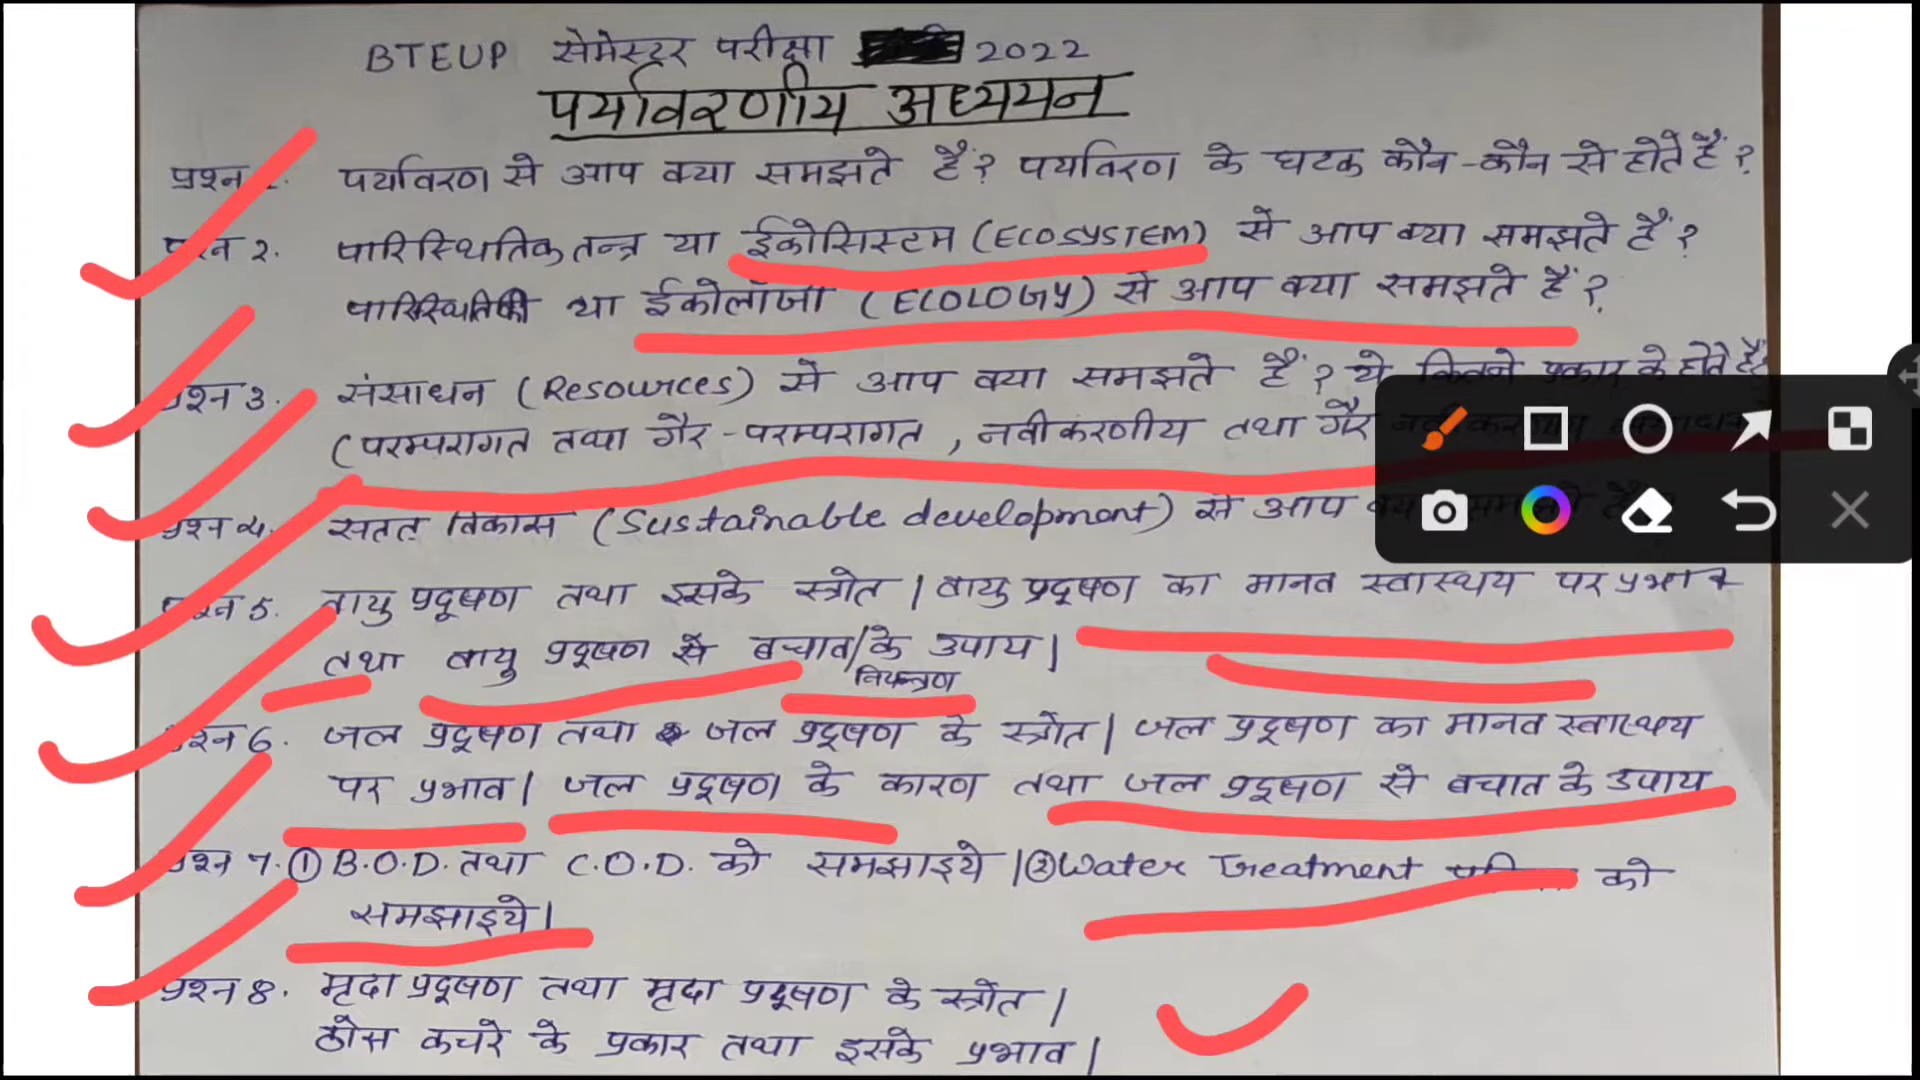 BTEUP सेमेस्टर परीक्षा 2022
पर्यावरणीय अध्ययन
प्रश्न पर्यावरण से आप क्या समझते हैं? पर्यावरण के घटक कौन-कौन से होते हैं?
प्रश्न २. पारिस्थितिक तन्त्र या ईकोसिस्टम (ECOSYSTEM) से आप क्या समझते हैं?
पारिस्थितिकी या ईकोलॉजी (ECOLOGY) से आप क्या समझते हैं?
प्रश्न ३. संसाधन (Resources) से आप क्या समझते हैं? ये कितने प्रकार के होते हैं
(परम्परागत तथा गैर-परम्परागत, नवीकरणीय तथा गैर
प्रश्न ४. सतत विकास (Sustainable development) से आप
प्रश्न 5. वायु प्रदूषण तथा इसके स्त्रोत | वायु प्रदूषण का मानव स्वास्थय पर प्रभाव
तथा वायु प्रदूषण से बचाव/के उपाय |
नियन्त्रण
प्रश्न 6. जल प्रदूषण तथा जल प्रदूषण के स्त्रोत | जल प्रदूषण का मानव स्वास्थय
पर प्रभाव | जल प्रदूषण के कारण तथा जल प्रदूषण से बचाव के उपाय
प्रश्न 7. ① B.O.D. तथा C.O.D. को समझाइये | ② Water Treatment को
समझाइये |
प्रश्न 8. मृदा प्रदूषण तथा मृदा प्रदूषण के स्त्रोत |
ठोस कचरे के प्रकार तथा इसके प्रभाव |